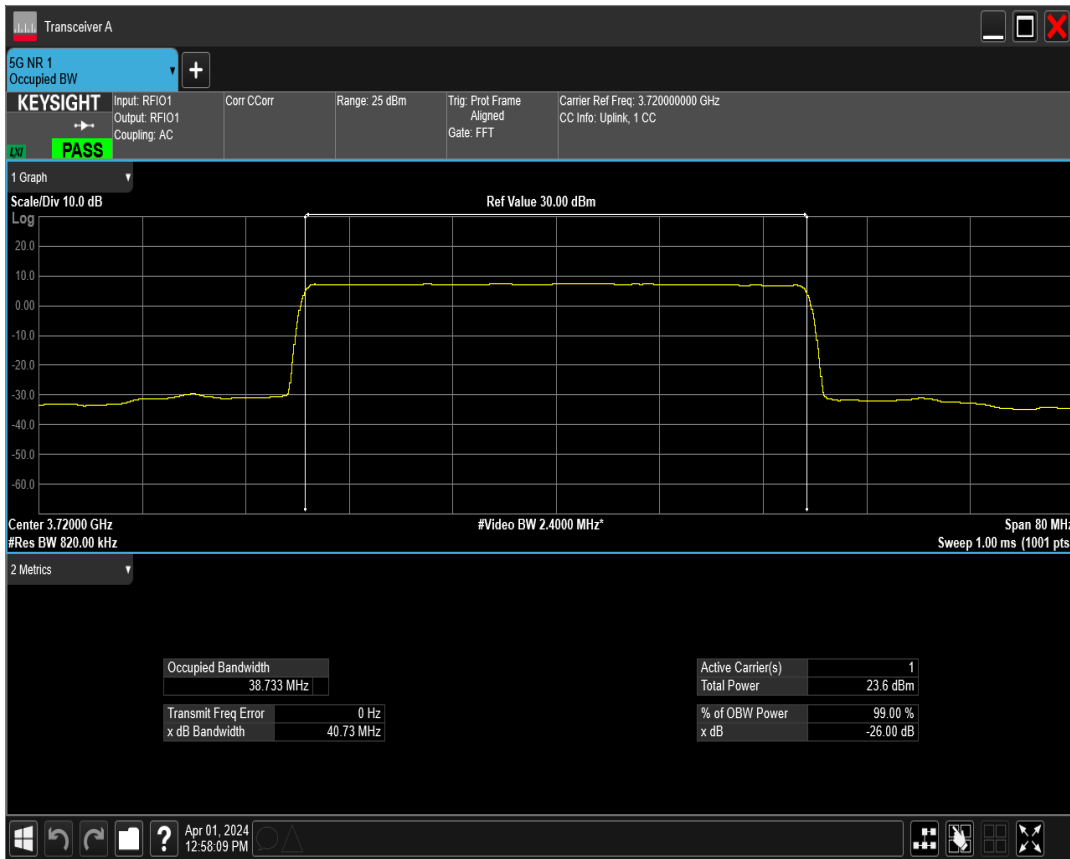 Transceiver A
5G NR 1
Occupied BW
+
KEYSIGHT
LXI
PASS
Input: RFIO1
Output: RFIO1
Coupling: AC
Corr CCorr
Range: 25 dBm
Trig: Prot Frame
Aligned
Gate: FFT
Carrier Ref Freq: 3.720000000 GHz
CC Info: Uplink, 1 CC
1 Graph
Scale/Div 10.0 dB
Ref Value 30.00 dBm
Log
20.0
10.0
0.00
-10.0
-20.0
-30.0
-40.0
-50.0
-60.0
Center 3.72000 GHz
#Video BW 2.4000 MHz*
Span 80 MHz
#Res BW 820.00 kHz
Sweep 1.00 ms (1001 pts
2 Metrics
Occupied Bandwidth
38.733 MHz
Transmit Freq Error 0 Hz
x dB Bandwidth 40.73 MHz
Active Carrier(s) 1
Total Power 23.6 dBm
% of OBW Power 99.00 %
x dB -26.00 dB
?
Apr 01, 2024
12:58:09 PM